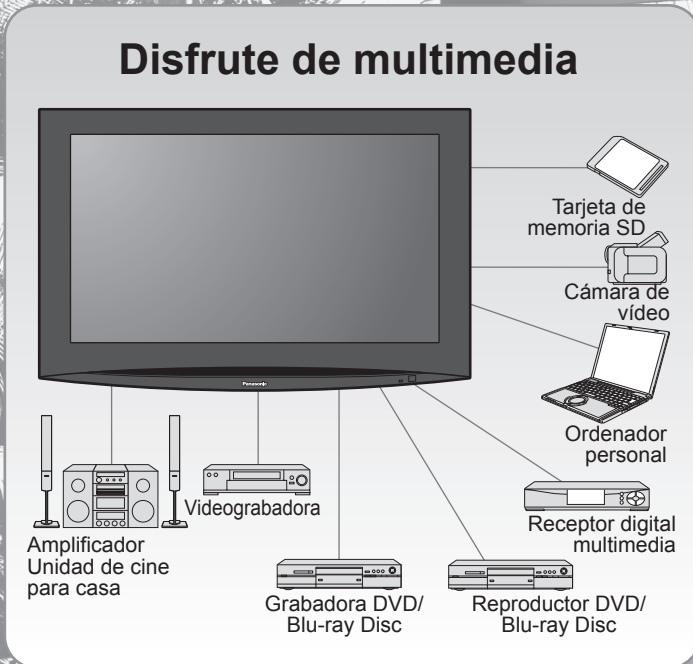 Disfrute de multimedia
Tarjeta de
memoria SD
Cámara de
vídeo
Ordenador
personal
Panasonic
Videograbadora
Receptor digital
multimedia
Amplificador
Unidad de cine
para casa
Grabadora DVD/
Blu-ray Disc
Reproductor DVD/
Blu-ray Disc